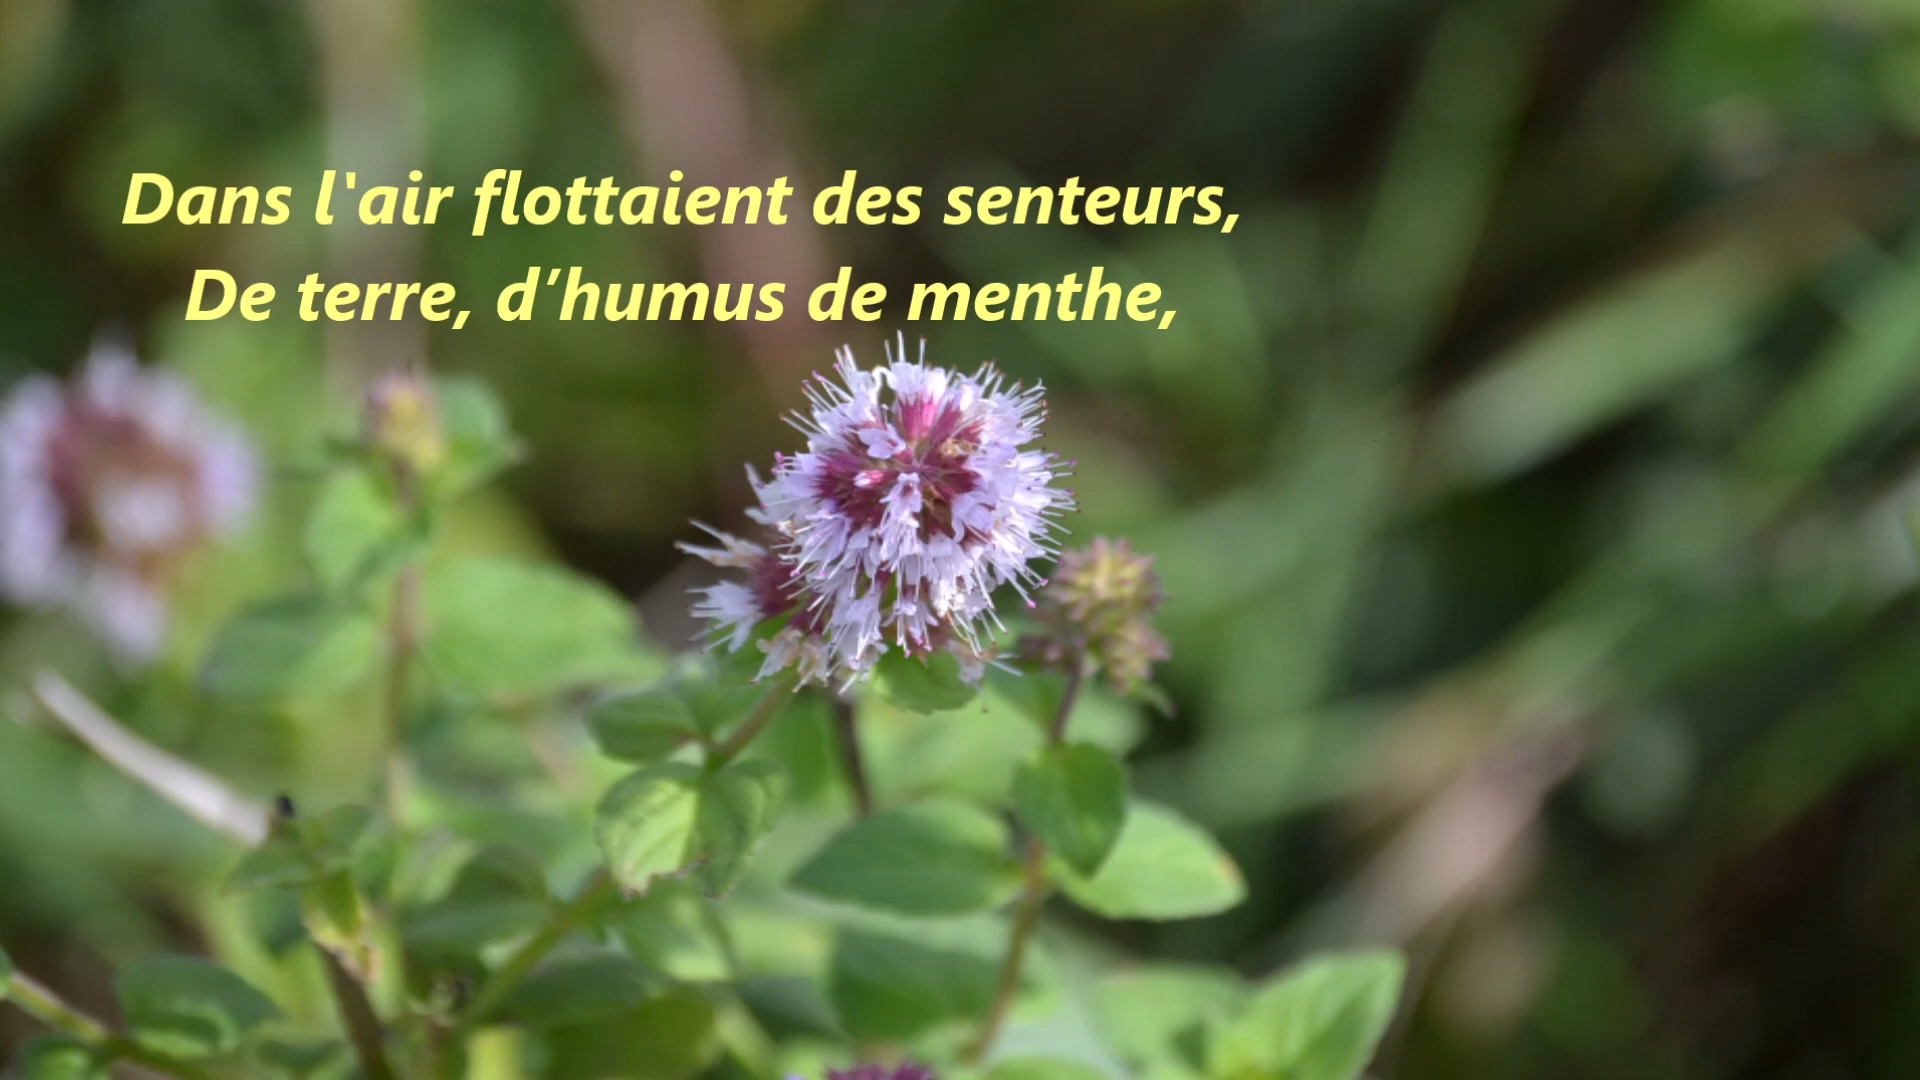 Dans l'air flottaient des senteurs,
De terre, d’humus de menthe,